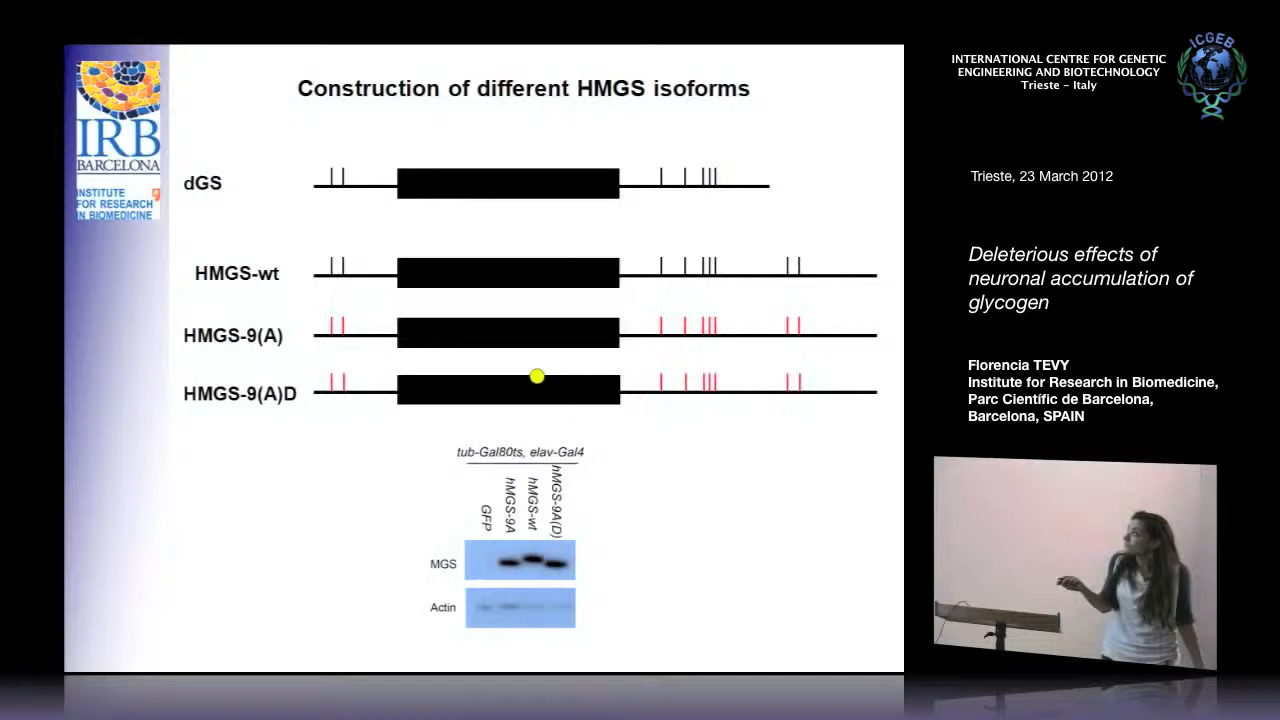 Construction of different HMGS isoforms
IRB
BARCELONA
INSTITUTE
FOR RESEARCH
IN BIOMEDICINE
dGS
HMGS-wt
HMGS-9(A)
HMGS-9(A)D
tub-Gal80ts, elav-Gal4
GFP
hMGS-9A
hMGS-wt
hMGS-9A(D)
MGS
Actin
ICGEB
INTERNATIONAL CENTRE FOR GENETIC
ENGINEERING AND BIOTECHNOLOGY
Trieste – Italy
Trieste, 23 March 2012
Deleterious effects of
neuronal accumulation of
glycogen
Florencia TEVY
Institute for Research in Biomedicine,
Parc Científic de Barcelona,
Barcelona, SPAIN